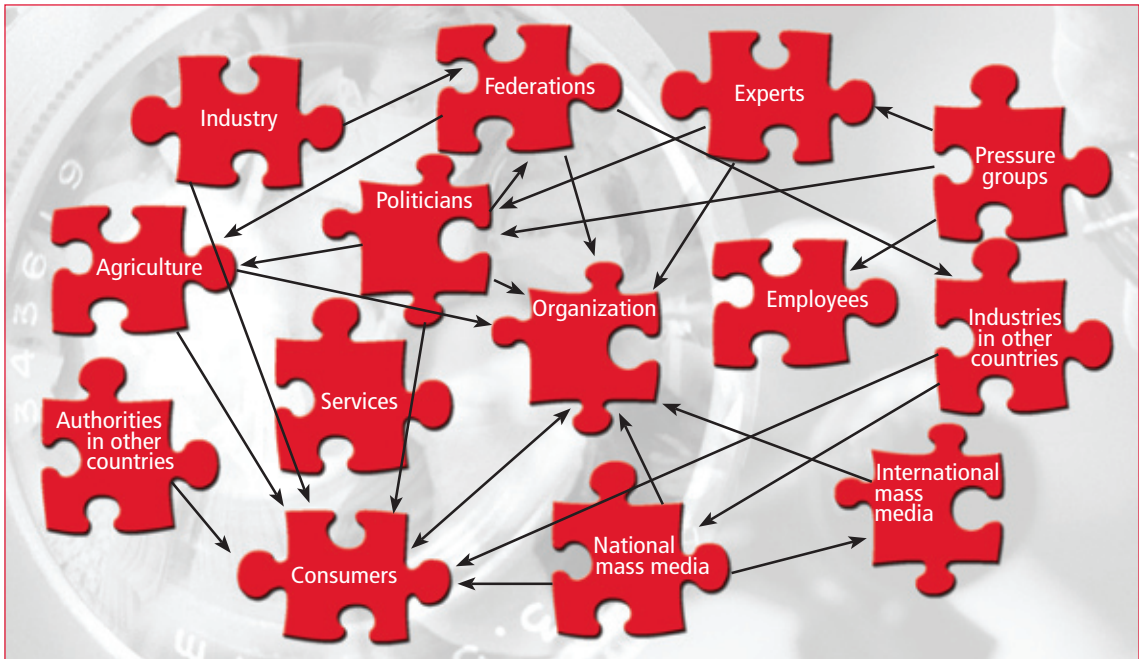 Industry
Federations
Experts
Pressure
groups
Politicians
Agriculture
Organization
Employees
Industries
in other
countries
Services
Authorities
in other
countries
International
mass
media
National
mass media
Consumers